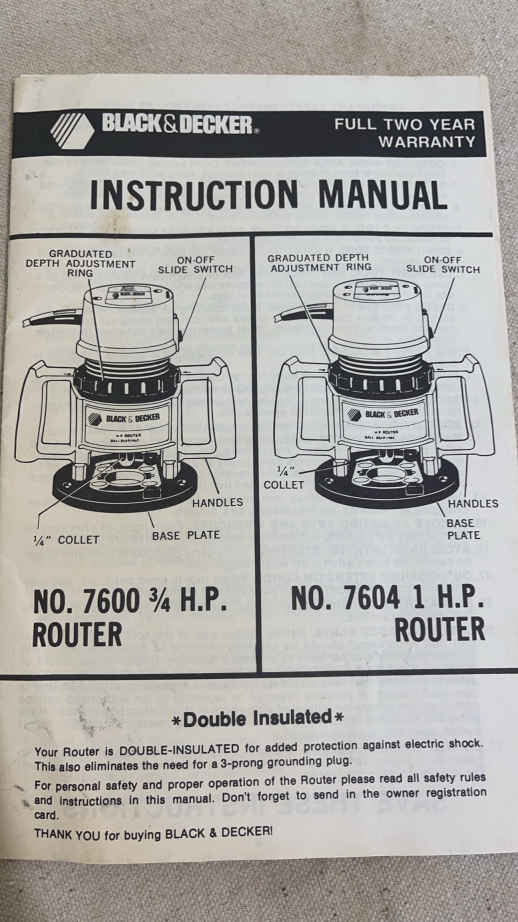 BLACK & DECKER®
FULL TWO YEAR
WARRANTY
INSTRUCTION MANUAL
GRADUATED
DEPTH ADJUSTMENT
RING
ON-OFF
SLIDE SWITCH
BLACK & DECKER
H.P. ROUTER
¼" COLLET
BASE PLATE
HANDLES
NO. 7600 ¾ H.P.
ROUTER
GRADUATED DEPTH
ADJUSTMENT RING
ON-OFF
SLIDE SWITCH
BLACK & DECKER
H.P. ROUTER
¼"
COLLET
HANDLES
BASE
PLATE
NO. 7604 1 H.P.
ROUTER
*Double Insulated*
Your Router is DOUBLE-INSULATED for added protection against electric shock.
This also eliminates the need for a 3-prong grounding plug.
For personal safety and proper operation of the Router please read all safety rules
and instructions in this manual. Don't forget to send in the owner registration
card.
THANK YOU for buying BLACK & DECKER!